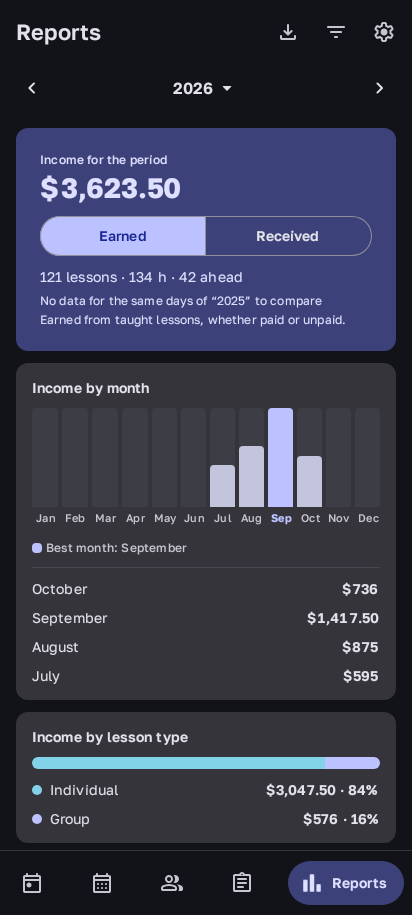 Reports
2026
Income for the period
$3,623.50
Earned
Received
121 lessons · 134 h · 42 ahead
No data for the same days of “2025” to compare
Earned from taught lessons, whether paid or unpaid.
Income by month
Jan Feb Mar Apr May Jun Jul Aug Sep Oct Nov Dec
Best month: September
October $736
September $1,417.50
August $875
July $595
Income by lesson type
Individual $3,047.50 · 84%
Group $576 · 16%
Reports